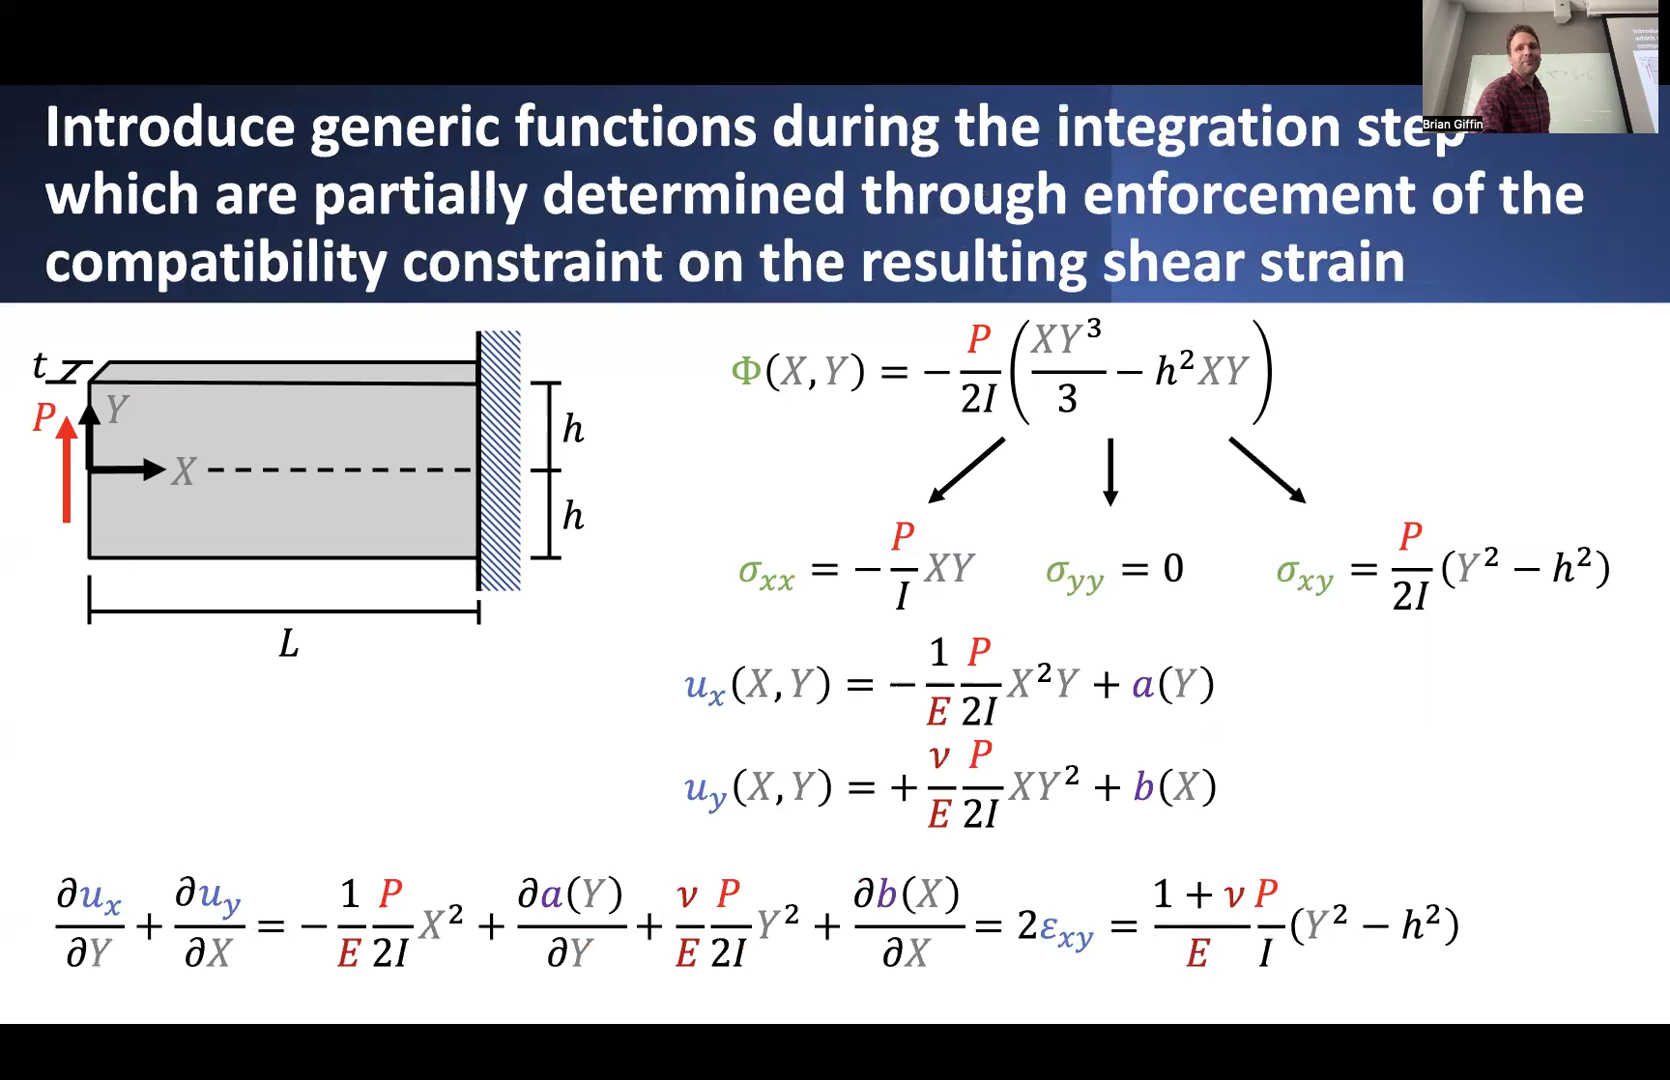 Introduce generic functions during the integration step
which are partially determined through enforcement of the
compatibility constraint on the resulting shear strain
Brian Giffin
t
P
Y
X
h
h
L
Φ(X, Y) = − P/2I (XY³/3 − h²XY)
σxx = − P/I XY
σyy = 0
σxy = P/2I (Y² − h²)
ux(X, Y) = − 1/E P/2I X²Y + a(Y)
uy(X, Y) = + ν/E P/2I XY² + b(X)
∂ux/∂Y + ∂uy/∂X = − 1/E P/2I X² + ∂a(Y)/∂Y + ν/E P/2I Y² + ∂b(X)/∂X = 2εxy = 1 + ν/E P/I (Y² − h²)